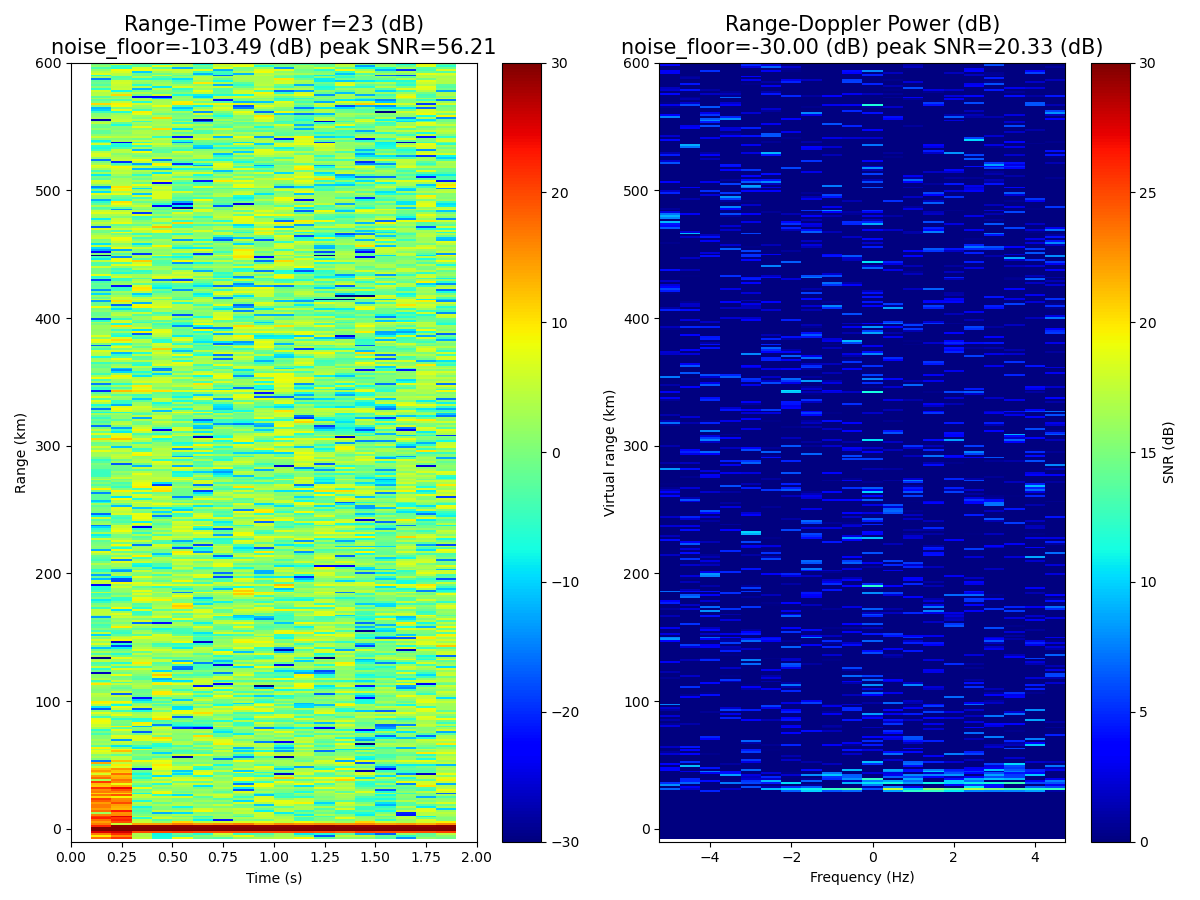 Range-Time Power f=23 (dB)
noise_floor=-103.49 (dB) peak SNR=56.21
600
500
400
300
200
100
0
Range (km)
0.00 0.25 0.50 0.75 1.00 1.25 1.50 1.75 2.00
Time (s)
30
20
10
0
−10
−20
−30
Range-Doppler Power (dB)
noise_floor=-30.00 (dB) peak SNR=20.33 (dB)
600
500
400
300
200
100
0
Virtual range (km)
−4 −2 0 2 4
Frequency (Hz)
30
25
20
15
10
5
0
SNR (dB)